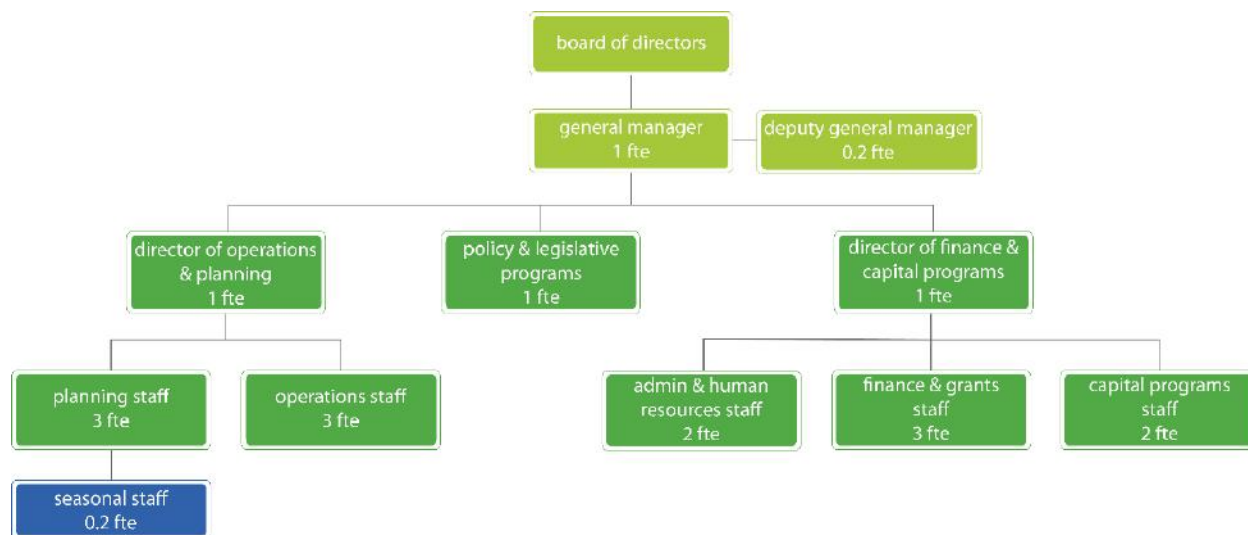 board of directors
general manager
1 fte
deputy general manager
0.2 fte
director of operations
& planning
1 fte
policy & legislative
programs
1 fte
director of finance &
capital programs
1 fte
planning staff
3 fte
operations staff
3 fte
admin & human
resources staff
2 fte
finance & grants
staff
3 fte
capital programs
staff
2 fte
seasonal staff
0.2 fte